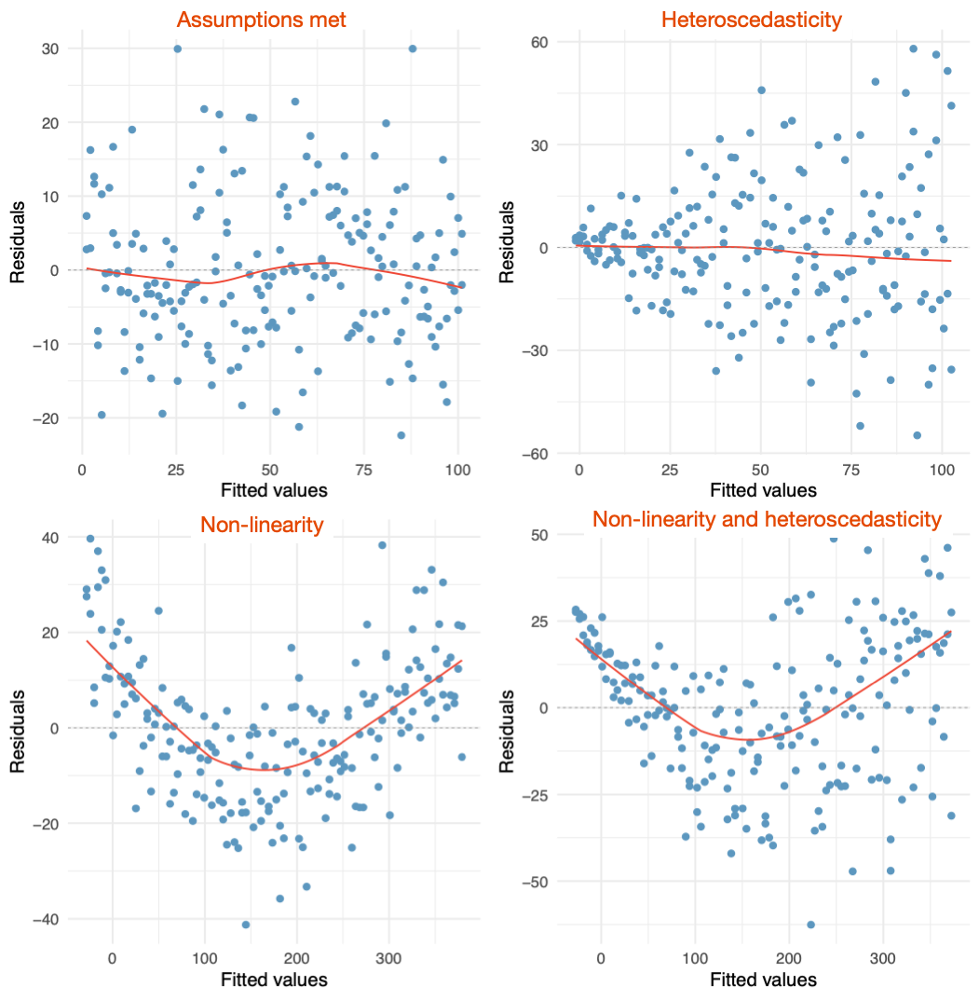 Assumptions met
30
20
10
0
−10
−20
Residuals
0 25 50 75 100
Fitted values
Heteroscedasticity
60
30
0
−30
−60
Residuals
0 25 50 75 100
Fitted values
Non-linearity
40
20
0
−20
−40
Residuals
0 100 200 300
Fitted values
Non-linearity and heteroscedasticity
50
25
0
−25
−50
Residuals
0 100 200 300
Fitted values